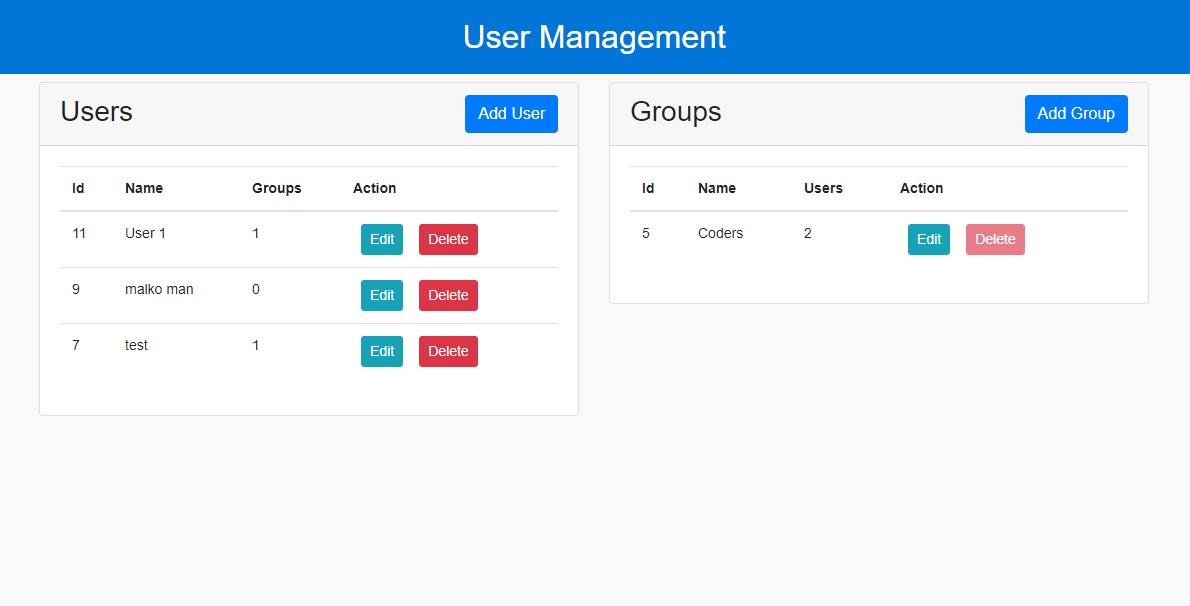 User Management
Users Add User
Id Name Groups Action
11 User 1 1 Edit Delete
9 malko man 0 Edit Delete
7 test 1 Edit Delete
Groups Add Group
Id Name Users Action
5 Coders 2 Edit Delete